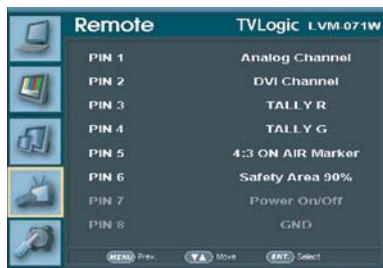 Remote TVLogic LVM-071W
PIN 1 Analog Channel
PIN 2 DVI Channel
PIN 3 TALLY R
PIN 4 TALLY G
PIN 5 4:3 ON AIR Marker
PIN 6 Safety Area 90%
PIN 7 Power On/Off
PIN 8 GND
MENU Prev. ▼▲ Move ENT. Select